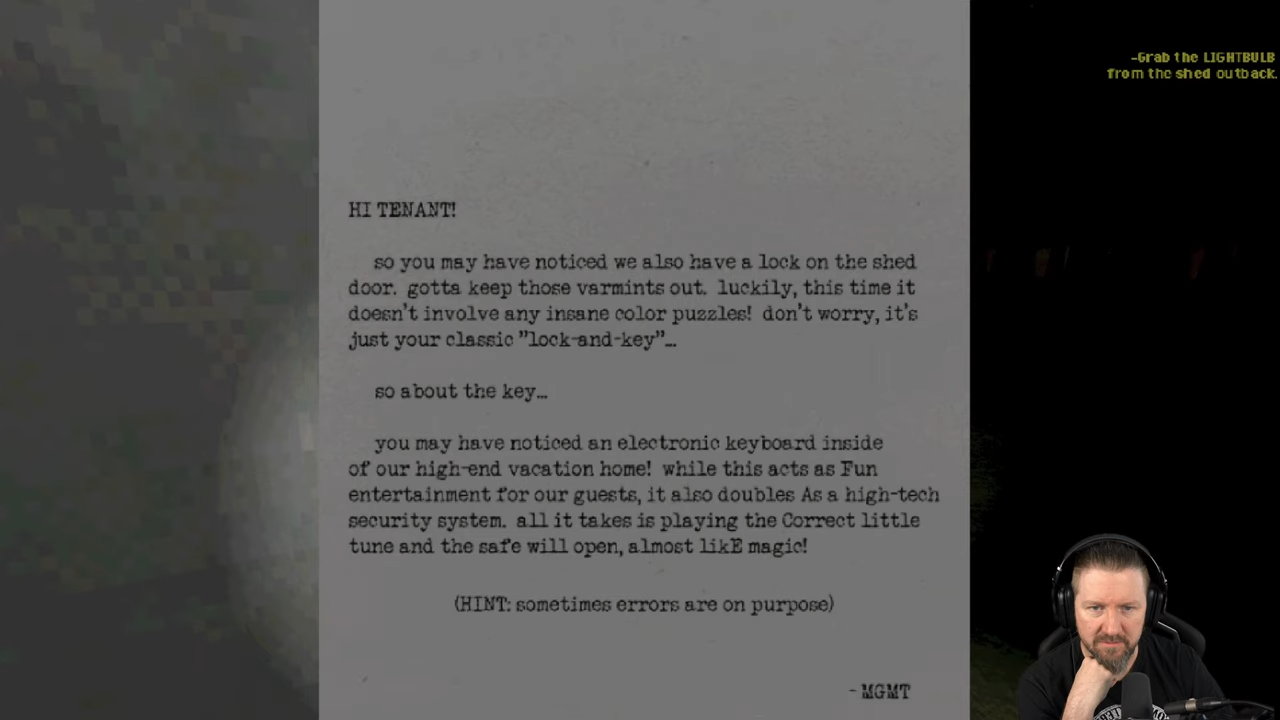 -Grab the LIGHTBULB
from the shed outback.
HI TENANT!
so you may have noticed we also have a lock on the shed
door. gotta keep those varmints out. luckily, this time it
doesn't involve any insane color puzzles! don't worry, it's
just your classic "lock-and-key"...
so about the key...
you may have noticed an electronic keyboard inside
of our high-end vacation home! while this acts as Fun
entertainment for our guests, it also doubles As a high-tech
security system. all it takes is playing the Correct little
tune and the safe will open, almost likE magic!
(HINT: sometimes errors are on purpose)
- MGMT